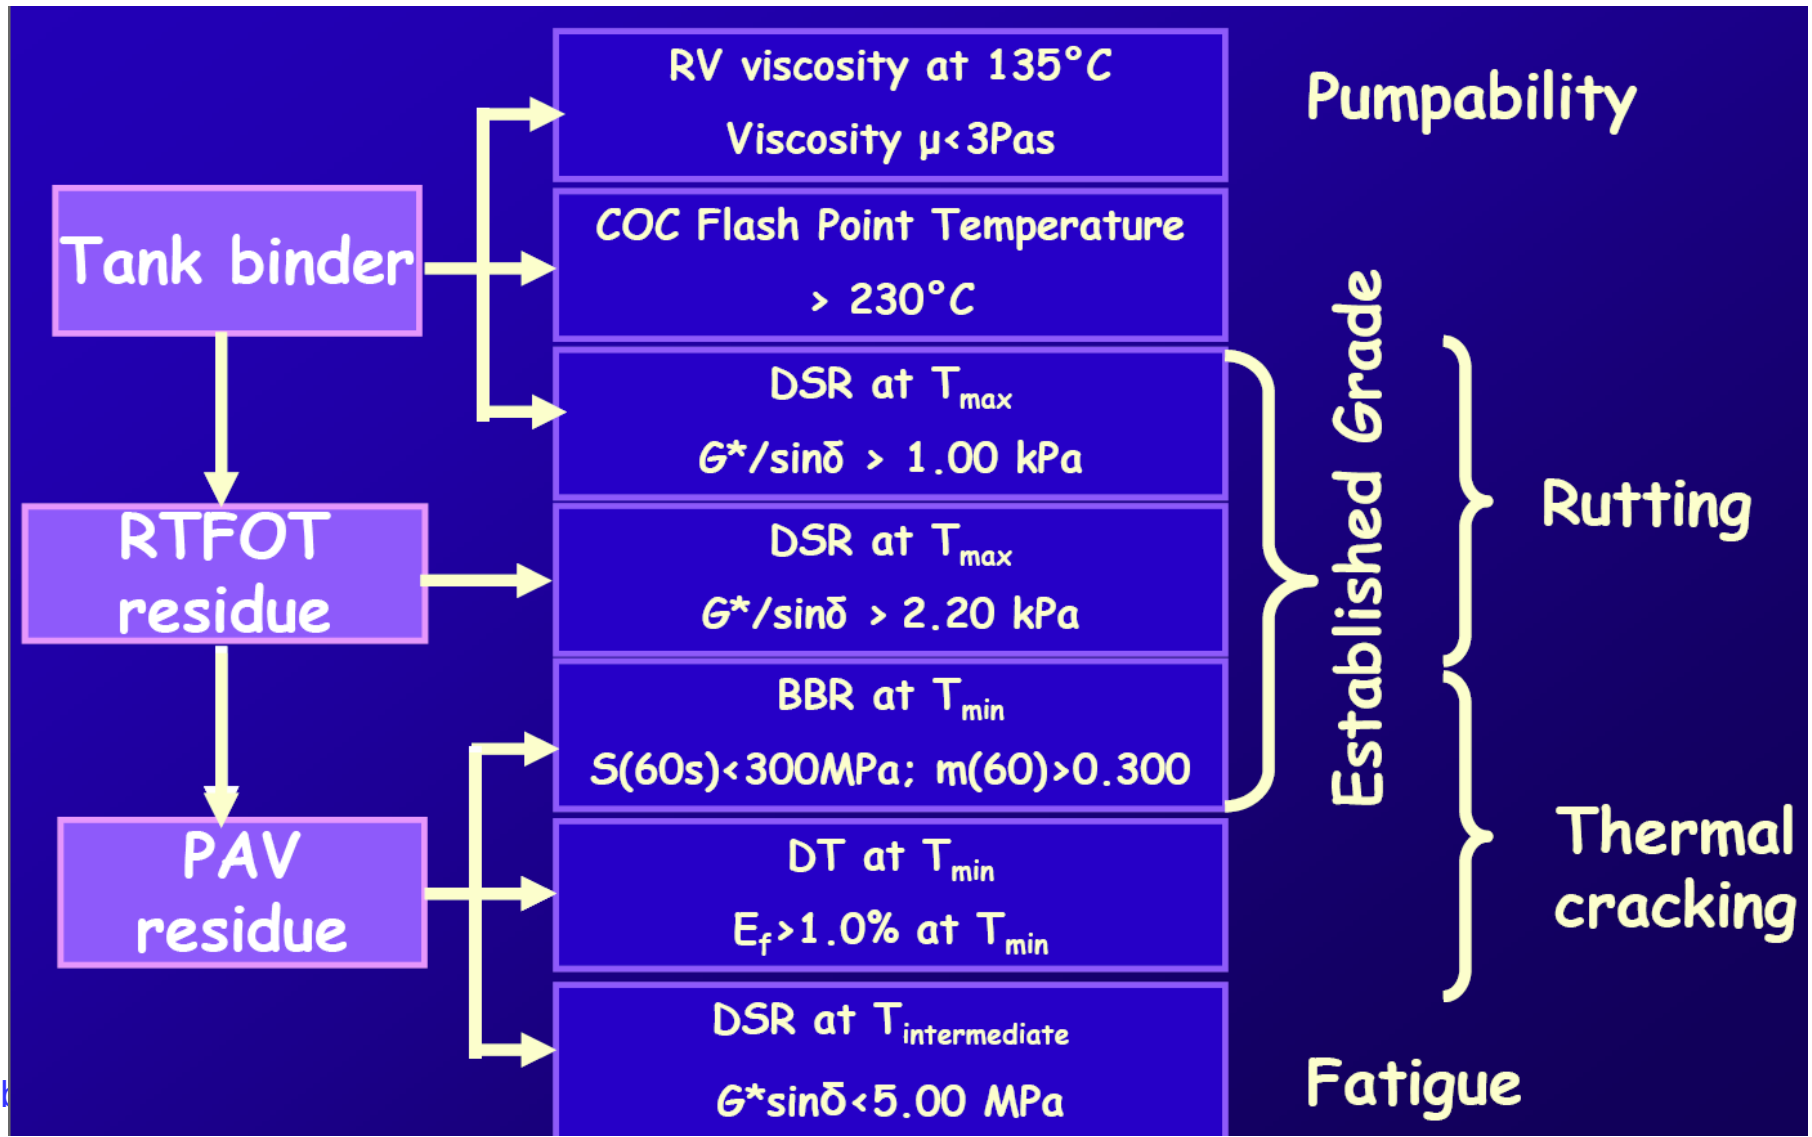 RV viscosity at 135°C
Viscosity μ<3Pas
Pumpability
Tank binder
COC Flash Point Temperature
> 230°C
DSR at Tmax
G*/sinδ > 1.00 kPa
Established Grade
RTFOT
residue
DSR at Tmax
G*/sinδ > 2.20 kPa
Rutting
BBR at Tmin
S(60s)<300MPa; m(60)>0.300
PAV
residue
DT at Tmin
Ef>1.0% at Tmin
Thermal
cracking
DSR at Tintermediate
G*sinδ<5.00 MPa
Fatigue